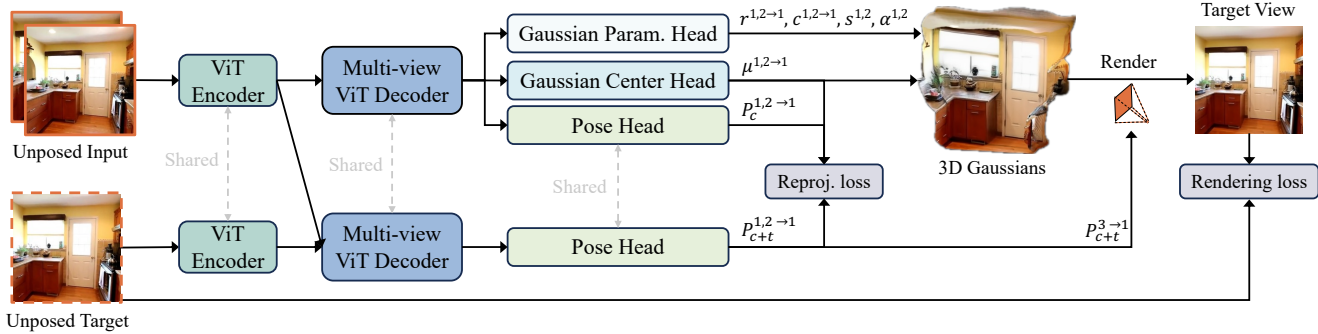 Unposed Input
ViT
Encoder
Multi-view
ViT Decoder
Gaussian Param. Head
Gaussian Center Head
Pose Head
r^{1,2→1}, c^{1,2→1}, s^{1,2}, α^{1,2}
μ^{1,2→1}
P_c^{1,2→1}
3D Gaussians
Render
Target View
Shared
Shared
Shared
Reproj. loss
Rendering loss
Unposed Target
ViT
Encoder
Multi-view
ViT Decoder
Pose Head
P_{c+t}^{1,2→1}
P_{c+t}^{3→1}